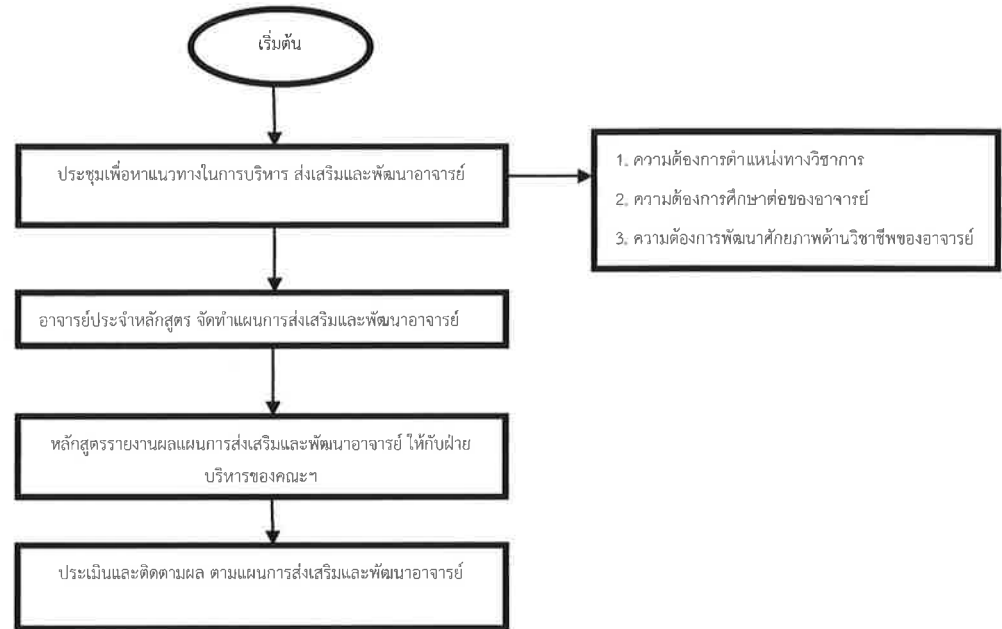 เริ่มต้น
ประชุมเพื่อหาแนวทางในการบริหาร ส่งเสริมและพัฒนาอาจารย์
1. ความต้องการตำแหน่งทางวิชาการ
2. ความต้องการศึกษาต่อของอาจารย์
3. ความต้องการพัฒนาศักยภาพด้านวิชาชีพของอาจารย์
อาจารย์ประจำหลักสูตร จัดทำแผนการส่งเสริมและพัฒนาอาจารย์
หลักสูตรรายงานผลแผนการส่งเสริมและพัฒนาอาจารย์ ให้กับฝ่าย
บริหารของคณะฯ
ประเมินและติดตามผล ตามแผนการส่งเสริมและพัฒนาอาจารย์